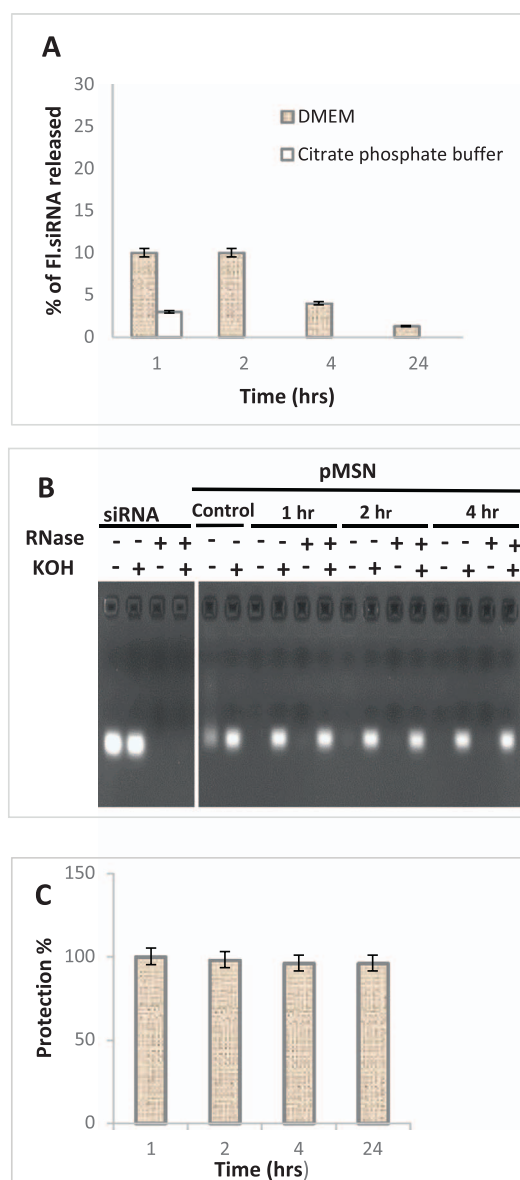 A
30
25
20
15
10
5
0
% of Fl.siRNA released
DMEM
Citrate phosphate buffer
1 2 4 24
Time (hrs)
B
pMSN
siRNA Control 1 hr 2 hr 4 hr
RNase - - + + - - - - + + - - + + - - + +
KOH - + - + - + - + - + - + - + - + - +
C
150
100
50
0
Protection %
1 2 4 24
Time (hrs)